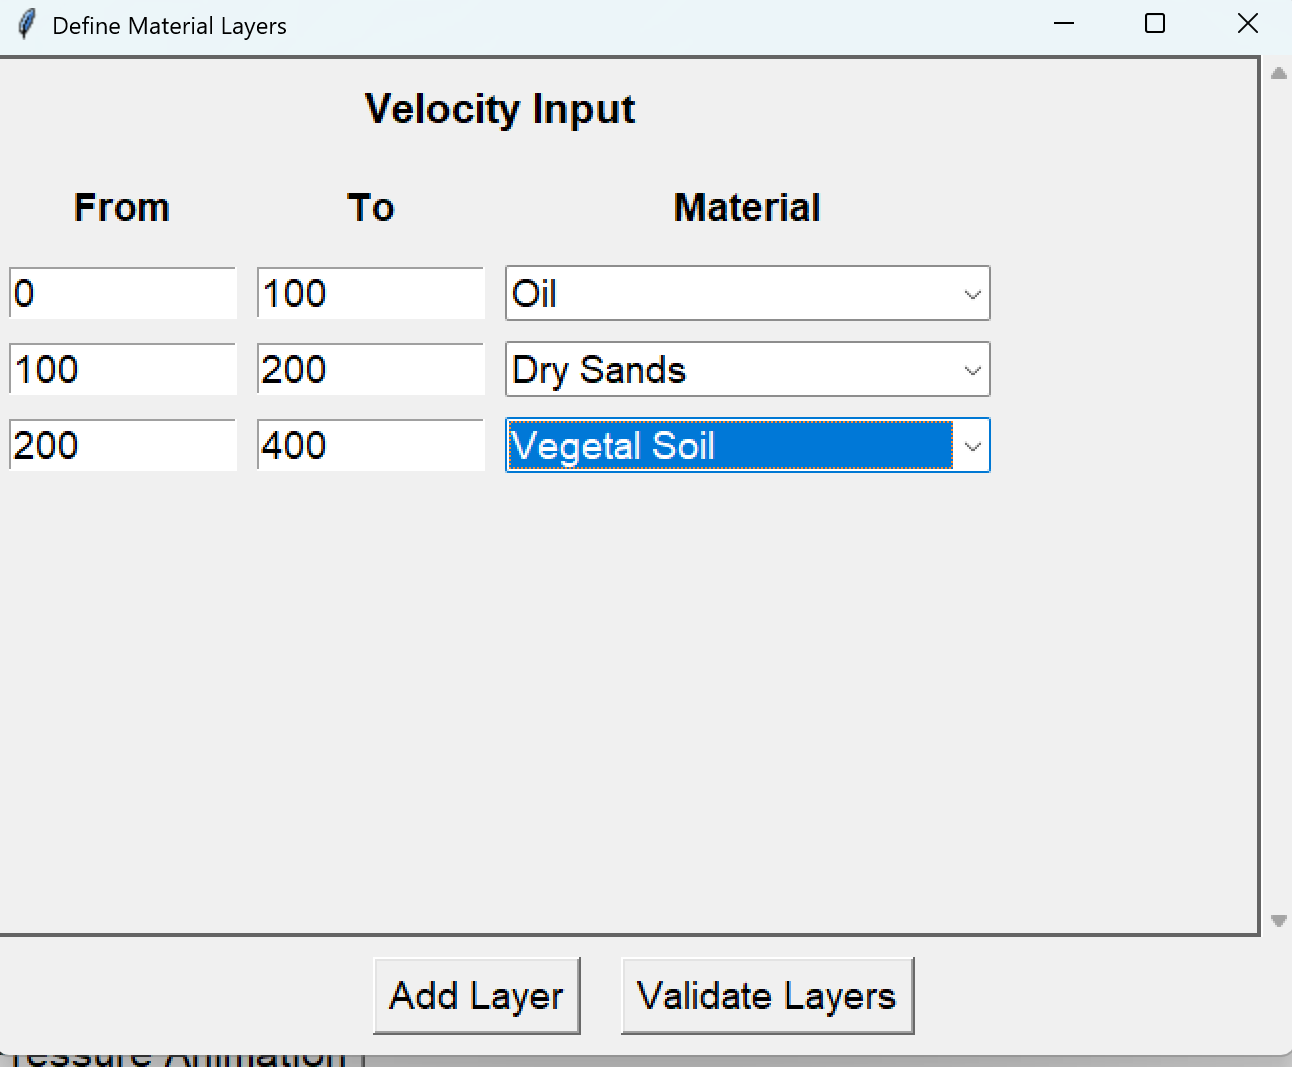 Define Material Layers
Velocity Input
From To Material
0 100 Oil
100 200 Dry Sands
200 400 Vegetal Soil
Add Layer Validate Layers
Animation